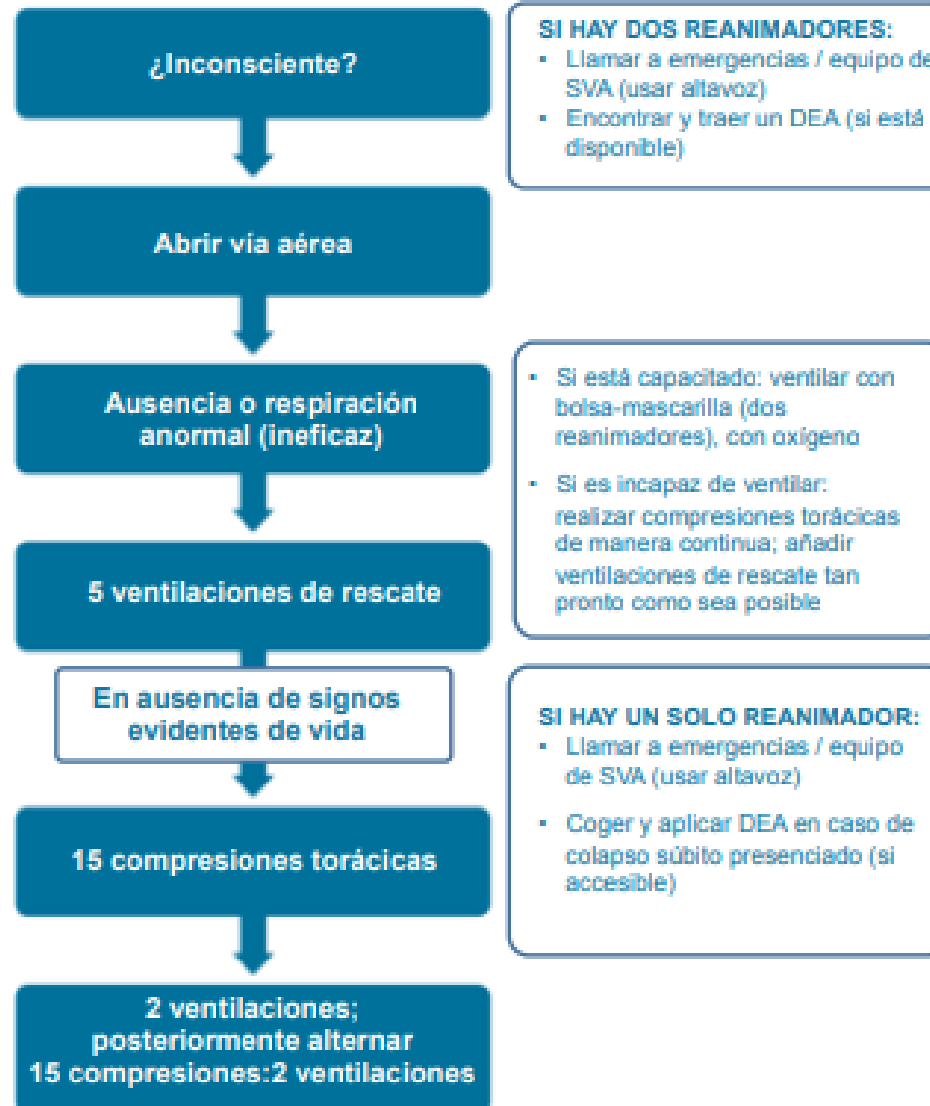 ¿Inconsciente?
SI HAY DOS REANIMADORES:
• Llamar a emergencias / equipo de
SVA (usar altavoz)
• Encontrar y traer un DEA (si está
disponible)
Abrir vía aérea
Ausencia o respiración
anormal (ineficaz)
• Si está capacitado: ventilar con
bolsa-mascarilla (dos
reanimadores), con oxígeno
• Si es incapaz de ventilar:
realizar compresiones torácicas
de manera continua; añadir
ventilaciones de rescate tan
pronto como sea posible
5 ventilaciones de rescate
En ausencia de signos
evidentes de vida
SI HAY UN SOLO REANIMADOR:
• Llamar a emergencias / equipo
de SVA (usar altavoz)
• Coger y aplicar DEA en caso de
colapso súbito presenciado (si
accesible)
15 compresiones torácicas
2 ventilaciones;
posteriormente alternar
15 compresiones:2 ventilaciones